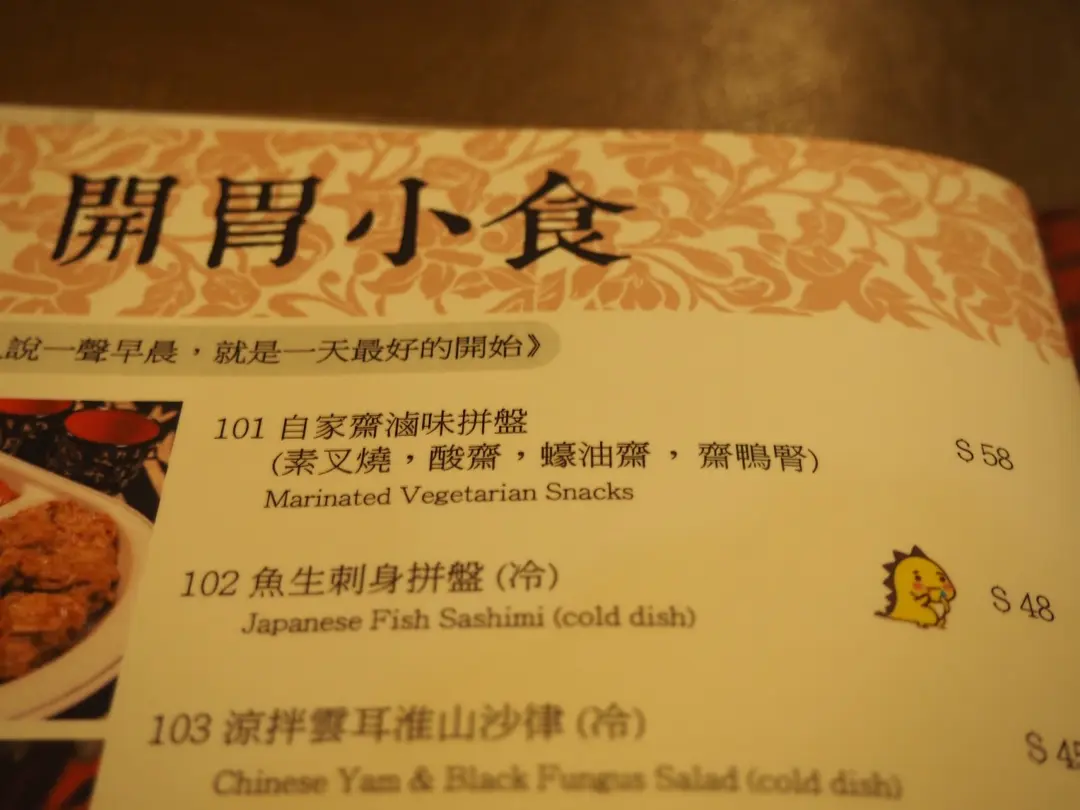 開胃小食
說一聲早晨，就是一天最好的開始》
101 自家齋滷味拼盤
(素叉燒，酸齋，蠔油齋，齋鴨腎)
$ 58
Marinated Vegetarian Snacks
102 魚生刺身拼盤 (冷)
$ 48
Japanese Fish Sashimi (cold dish)
103 涼拌雲耳淮山沙律 (冷)
$ 45
Chinese Yam & Black Fungus Salad (cold dish)